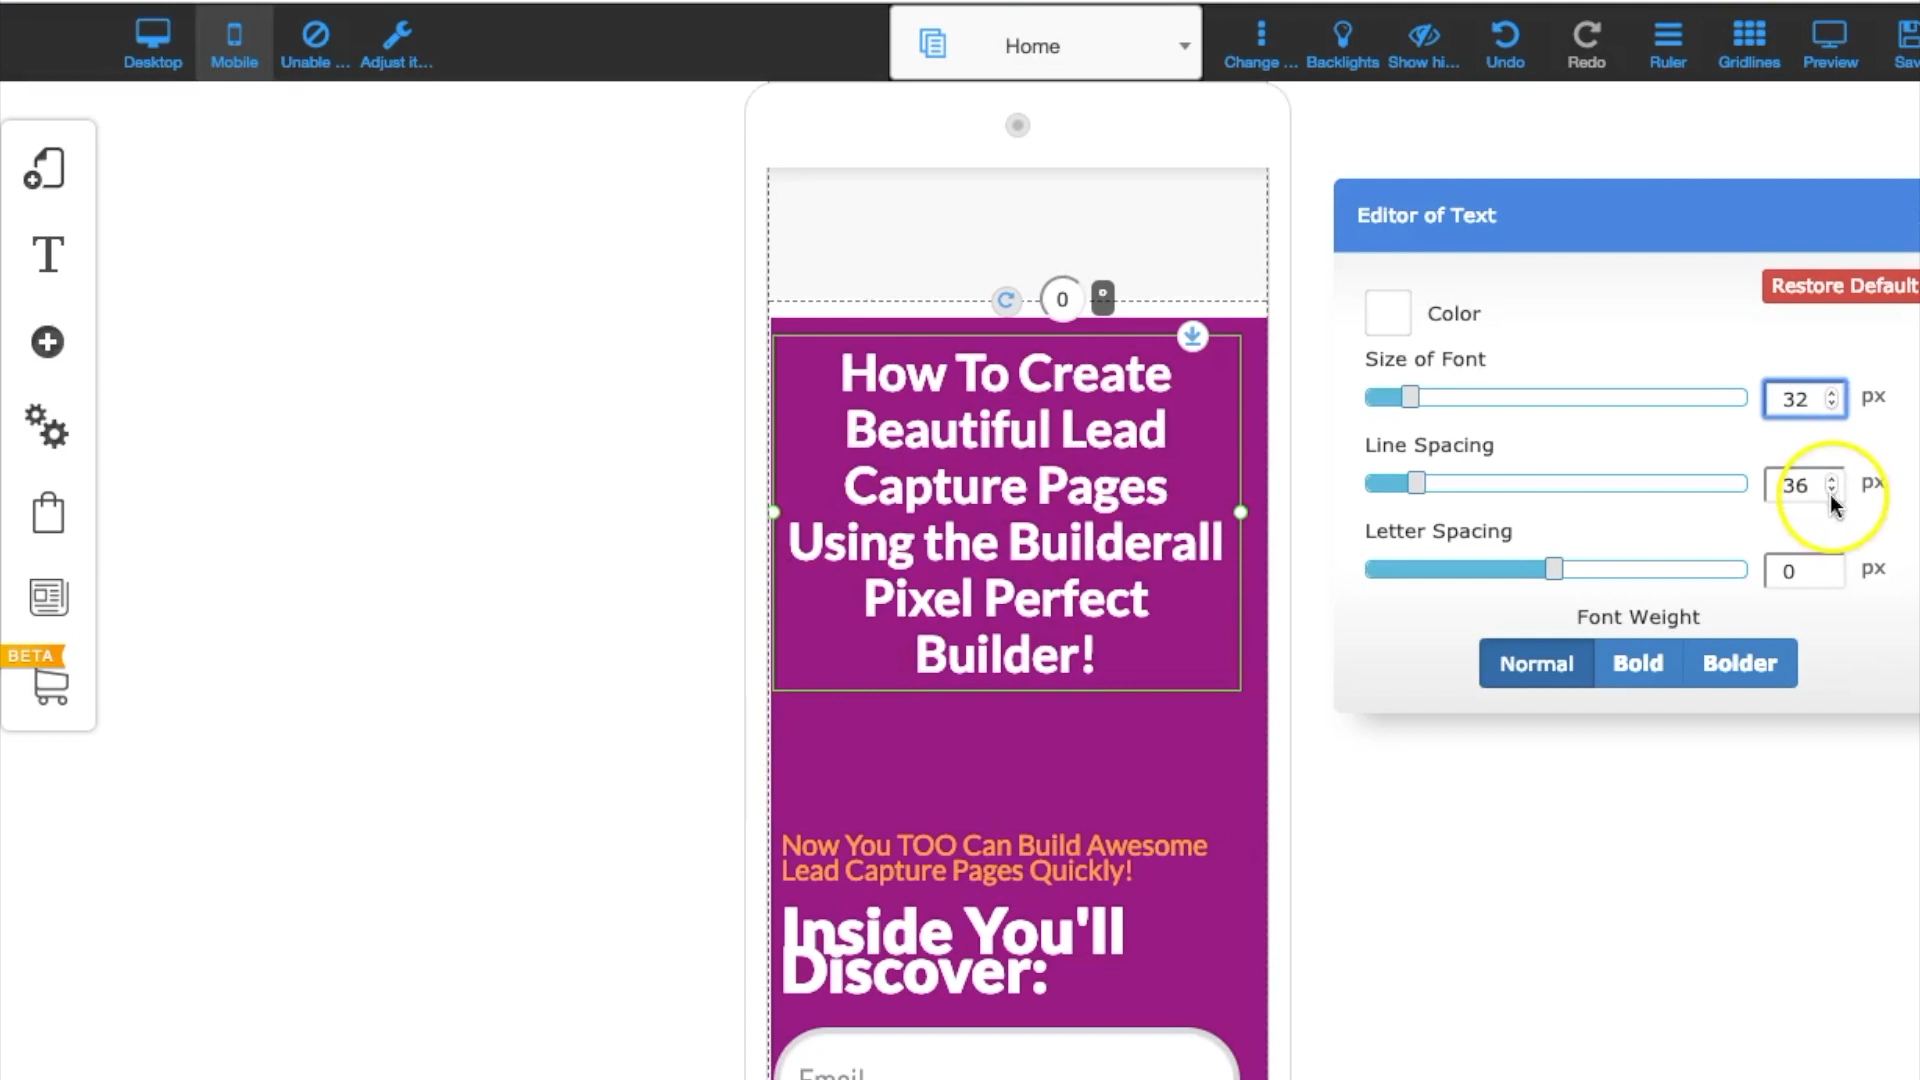 Desktop
Mobile
Unable ...
Adjust it...
Home
Change ...
Backlights
Show hi...
Undo
Redo
Ruler
Gridlines
Preview
Sav
T
BETA
0
How To Create
Beautiful Lead
Capture Pages
Using the Builderall
Pixel Perfect
Builder!
Now You TOO Can Build Awesome
Lead Capture Pages Quickly!
Inside You'll
Discover:
Email
Editor of Text
Restore Default
Color
Size of Font
32 px
Line Spacing
36 px
Letter Spacing
0 px
Font Weight
Normal Bold Bolder